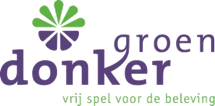 groen
donker
vrij spel voor de beleving